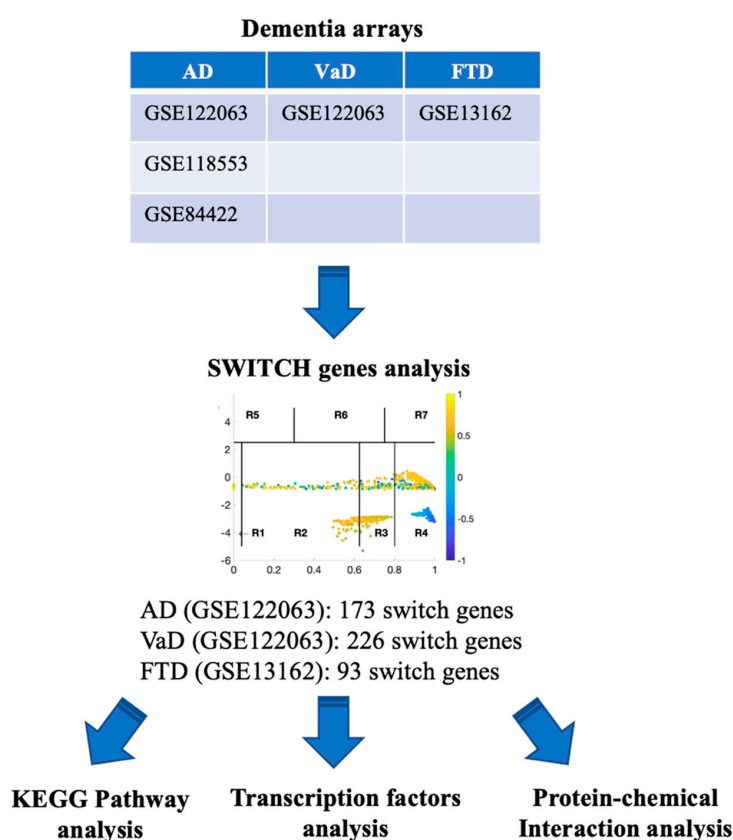 Dementia arrays
AD VaD FTD
GSE122063 GSE122063 GSE13162
GSE118553
GSE84422
SWITCH genes analysis
R5 R6 R7
R1 R2 R3 R4
4
2
0
-2
-4
-6
0 0.2 0.4 0.6 0.8 1
1
0.5
0
-0.5
-1
AD (GSE122063): 173 switch genes
VaD (GSE122063): 226 switch genes
FTD (GSE13162): 93 switch genes
KEGG Pathway
analysis
Transcription factors
analysis
Protein-chemical
Interaction analysis